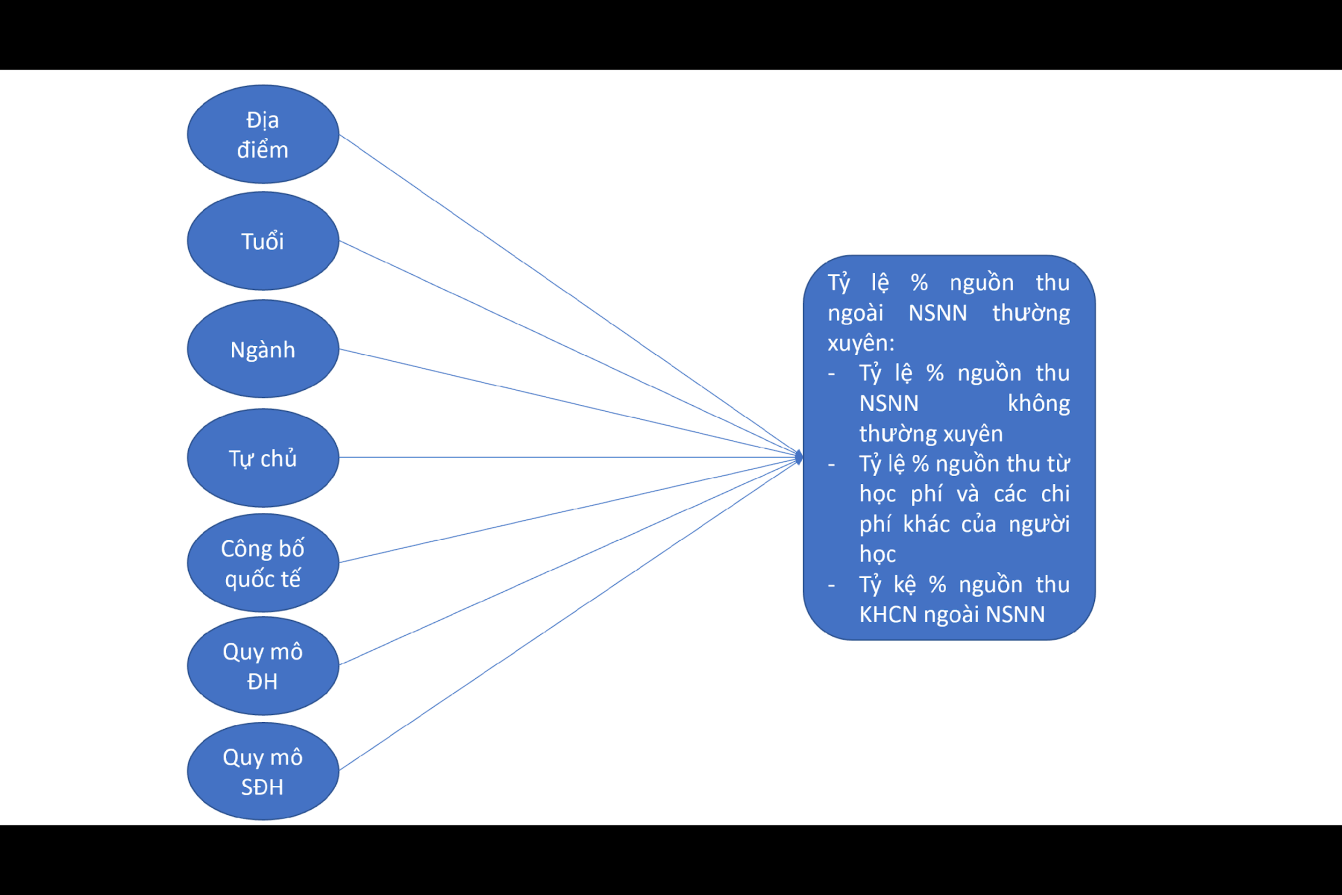 Địa
điểm
Tuổi
Ngành
Tự chủ
Công bố
quốc tế
Quy mô
ĐH
Quy mô
SĐH
Tỷ lệ % nguồn thu
ngoài NSNN thường
xuyên:
- Tỷ lệ % nguồn thu
NSNN không
thường xuyên
- Tỷ lệ % nguồn thu từ
học phí và các chi
phí khác của người
học
- Tỷ kệ % nguồn thu
KHCN ngoài NSNN